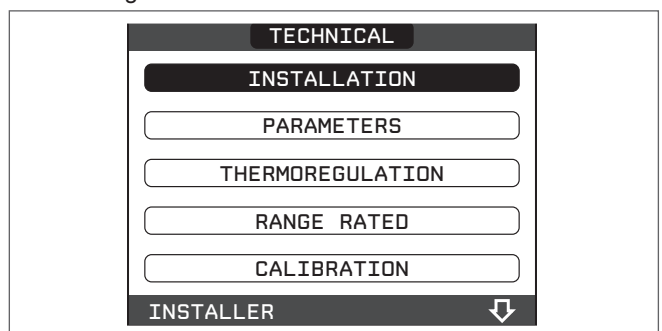 TECHNICAL
INSTALLATION
PARAMETERS
THERMOREGULATION
RANGE RATED
CALIBRATION
INSTALLER